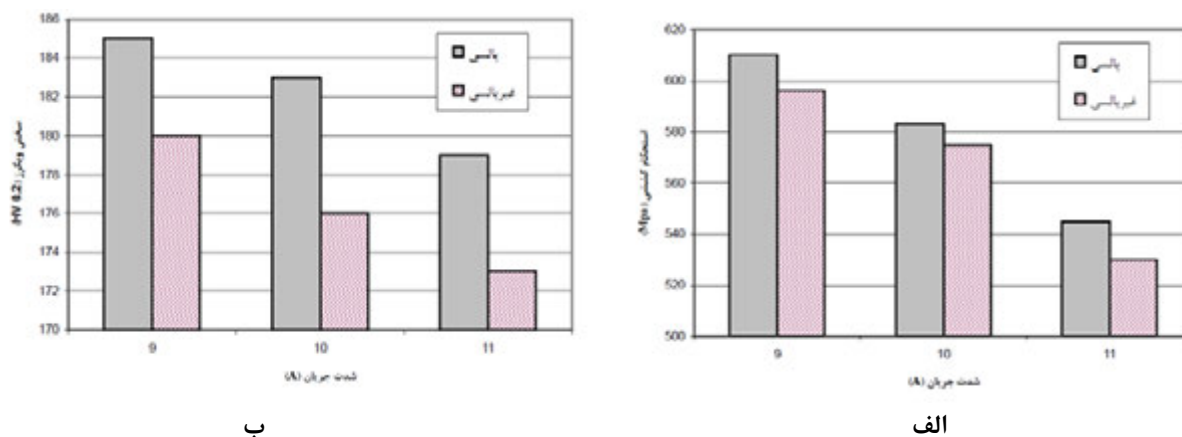 620
600
580
560
540
520
500
استحکام کششی (Mpa)
پالسی
غیرپالسی
9 10 11
شدت جریان (A)
الف
186
184
182
180
178
176
174
172
170
سختی ویکرز (HV 0.2)
پالسی
غیرپالسی
9 10 11
شدت جریان (A)
ب